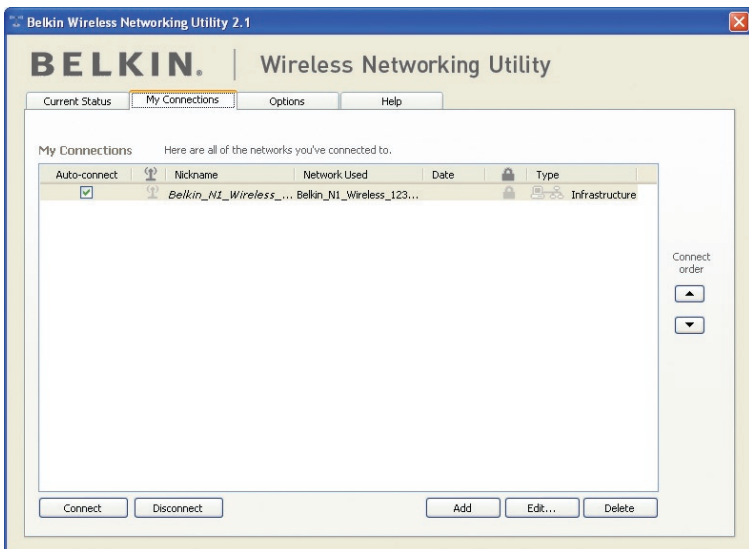 Belkin Wireless Networking Utility 2.1
BELKIN. | Wireless Networking Utility
Current Status My Connections Options Help
My Connections Here are all of the networks you've connected to.
Auto-connect Nickname Network Used Date Type
Belkin_N1_Wireless_... Belkin_N1_Wireless_123... Infrastructure
Connect
order
Connect Disconnect Add Edit... Delete